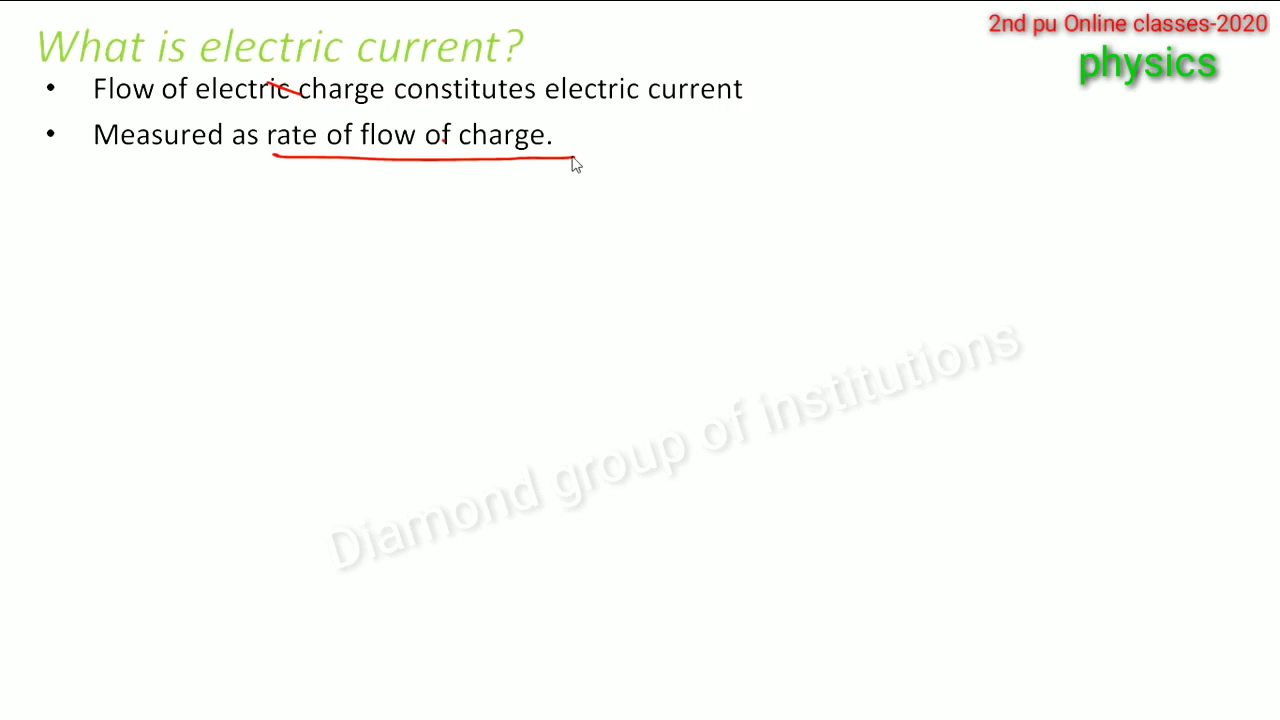 What is electric current?
2nd pu Online classes-2020
physics
• Flow of electric charge constitutes electric current
• Measured as rate of flow of charge.
Diamond group of institutions